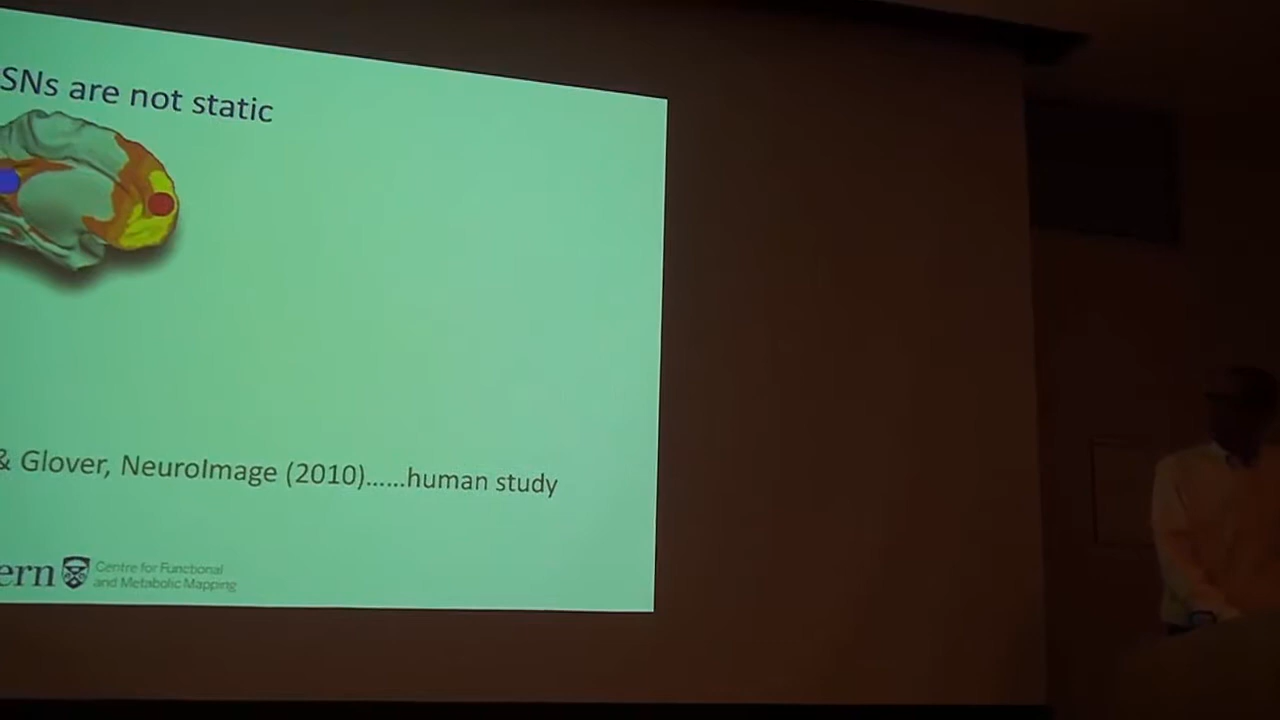 SNs are not static
& Glover, NeuroImage (2010)......human study
ern
Centre for Functional
and Metabolic Mapping